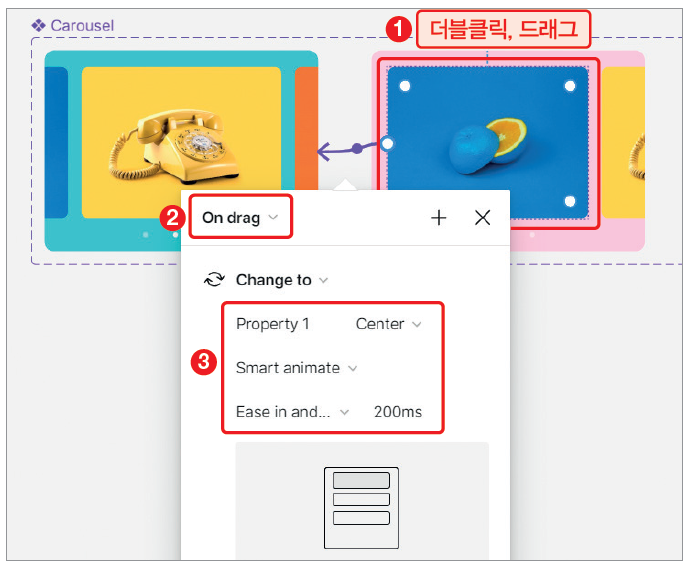 Carousel
1 더블클릭, 드래그
2 On drag
Change to
3
Property 1 Center
Smart animate
Ease in and... 200ms